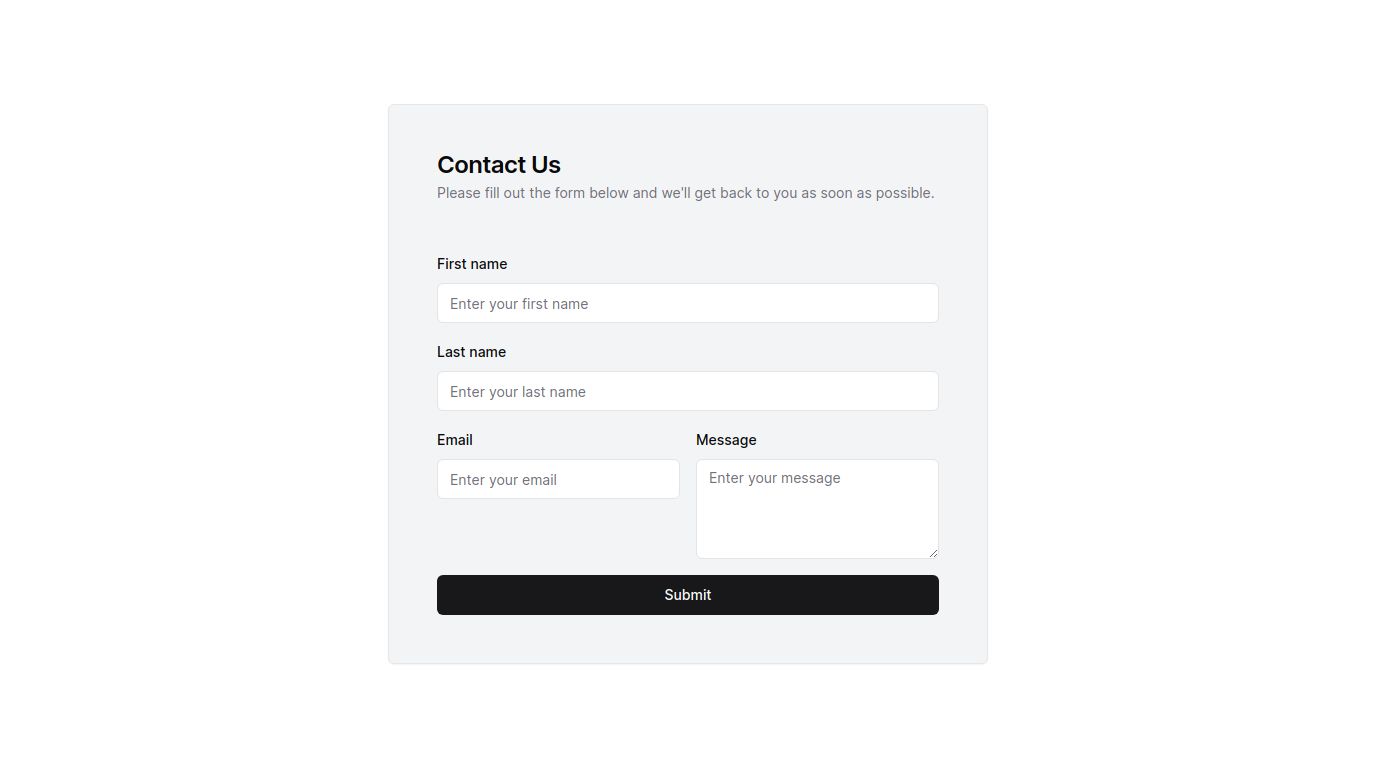 Contact Us
Please fill out the form below and we'll get back to you as soon as possible.
First name
Enter your first name
Last name
Enter your last name
Email
Enter your email
Message
Enter your message
Submit